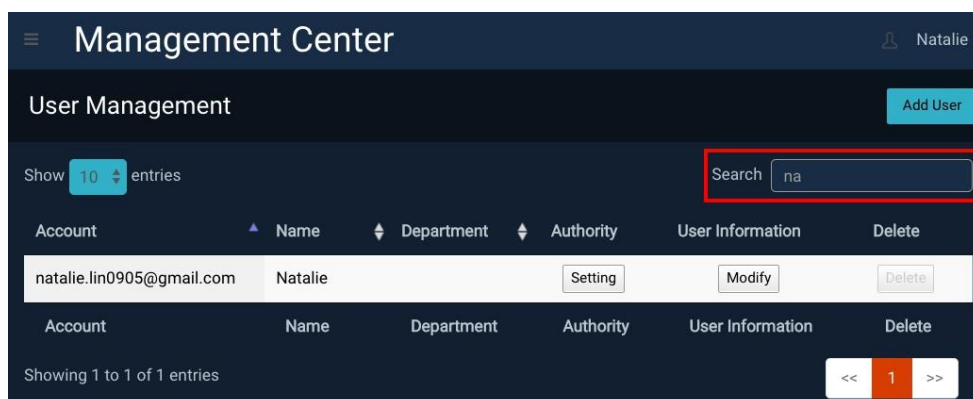 Management Center Natalie
User Management Add User
Show 10 entries Search na
Account Name Department Authority User Information Delete
natalie.lin0905@gmail.com Natalie Setting Modify Delete
Account Name Department Authority User Information Delete
Showing 1 to 1 of 1 entries << 1 >>